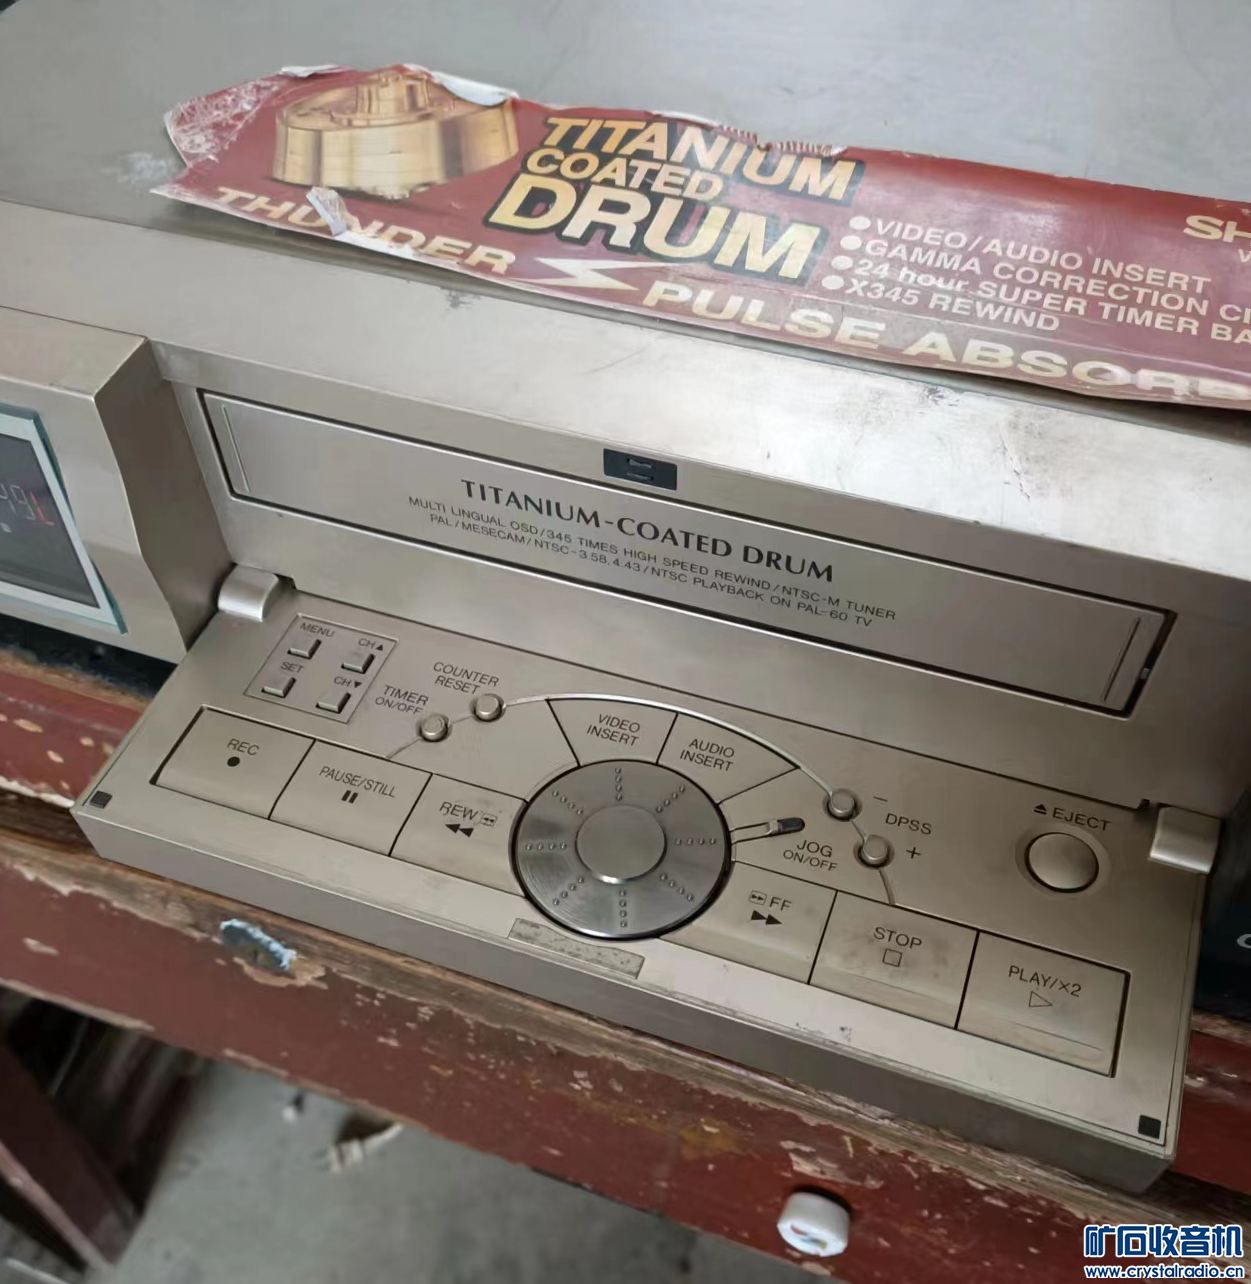 TITANIUM
COATED
DRUM
THUNDER
PULSE ABSORB
●VIDEO/AUDIO INSERT
●GAMMA CORRECTION CI
●24 hour SUPER TIMER BA
●X345 REWIND
SH
V
TITANIUM-COATED DRUM
MULTI LINGUAL OSD/345 TIMES HIGH SPEED REWIND/NTSC-M TUNER
PAL/MESECAM/NTSC-3.58,4.43/NTSC PLAYBACK ON PAL-60 TV
MENU
CH▲
SET
CH▼
COUNTER
RESET
TIMER
ON/OFF
VIDEO
INSERT
AUDIO
INSERT
REC
●
PAUSE/STILL
REW
◀◀
JOG
ON/OFF
−
DPSS
+
▲EJECT
FF
▶▶
STOP
□
PLAY/X2
▷
矿石收音机
www.crystalradio.cn